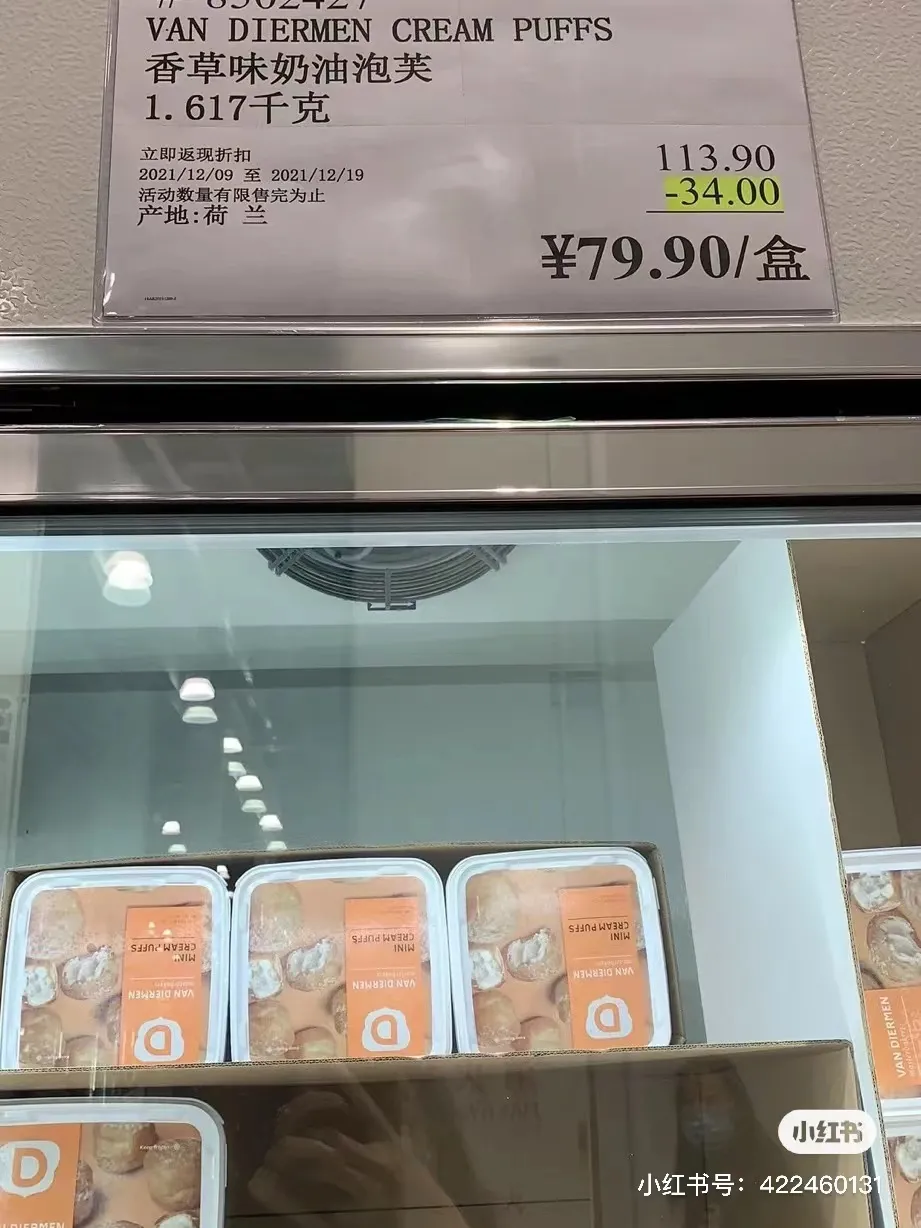 VAN DIERMEN CREAM PUFFS
香草味奶油泡芙
1.617千克
立即返现折扣
2021/12/09 至 2021/12/19
活动数量有限售完为止
产地:荷 兰
113.90
-34.00
¥79.90/盒
MINI
CREAM PUFFS
VAN DIERMEN
MINI
CREAM PUFFS
VAN DIERMEN
MINI
CREAM PUFFS
VAN DIERMEN
VAN DIERMEN
小红书
小红书号: 422460131